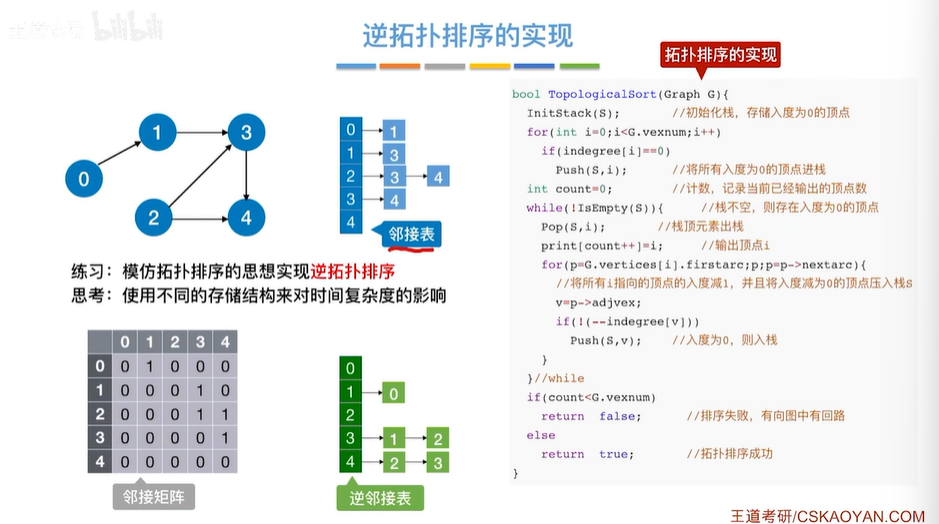 bilibili
逆拓扑排序的实现
拓扑排序的实现
0
1
3
2
4
0 1
1 3
2 3 4
3 4
4
邻接表
练习：模仿拓扑排序的思想实现逆拓扑排序
思考：使用不同的存储结构来对时间复杂度的影响
0 1 2 3 4
0 0 1 0 0 0
1 0 0 0 1 0
2 0 0 0 1 1
3 0 0 0 0 1
4 0 0 0 0 0
邻接矩阵
0
1 0
2
3 1 2
4 2 3
逆邻接表
bool TopologicalSort(Graph G){
InitStack(S); //初始化栈，存储入度为0的顶点
for(int i=0;i<G.vexnum;i++)
if(indegree[i]==0)
Push(S,i); //将所有入度为0的顶点进栈
int count=0; //计数，记录当前已经输出的顶点数
while(!IsEmpty(S)){ //栈不空，则存在入度为0的顶点
Pop(S,i); //栈顶元素出栈
print[count++]=i; //输出顶点i
for(p=G.vertices[i].firstarc;p;p=p->nextarc){
//将所有i指向的顶点的入度减1，并且将入度减为0的顶点压入栈S
v=p->adjvex;
if(!(--indegree[v]))
Push(S,v); //入度为0，则入栈
}
}//while
if(count<G.vexnum)
return false; //排序失败，有向图中有回路
else
return true; //拓扑排序成功
}
王道考研/CSKAOYAN.COM